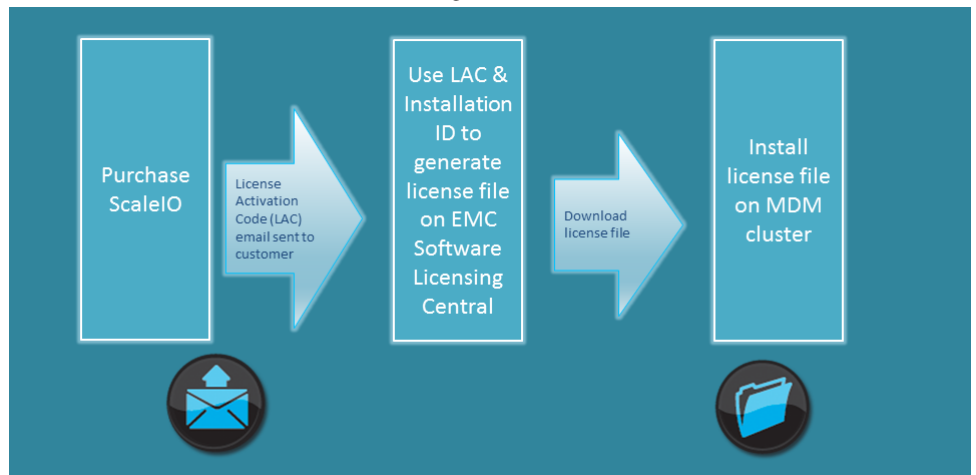 Purchase
ScaleIO
License
Activation
Code (LAC)
email sent to
customer
Use LAC &
Installation
ID to
generate
license file
on EMC
Software
Licensing
Central
Download
license file
Install
license file
on MDM
cluster